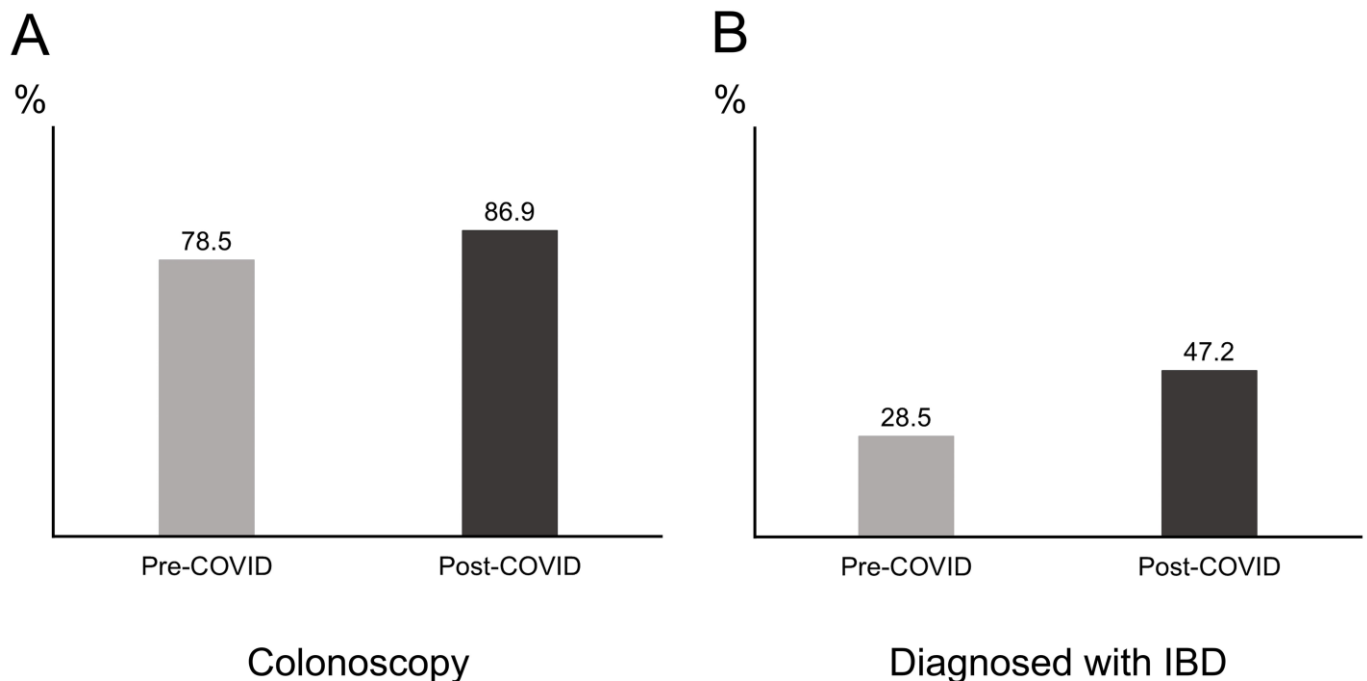 A
%
78.5
86.9
Pre-COVID
Post-COVID
Colonoscopy
B
%
28.5
47.2
Pre-COVID
Post-COVID
Diagnosed with IBD